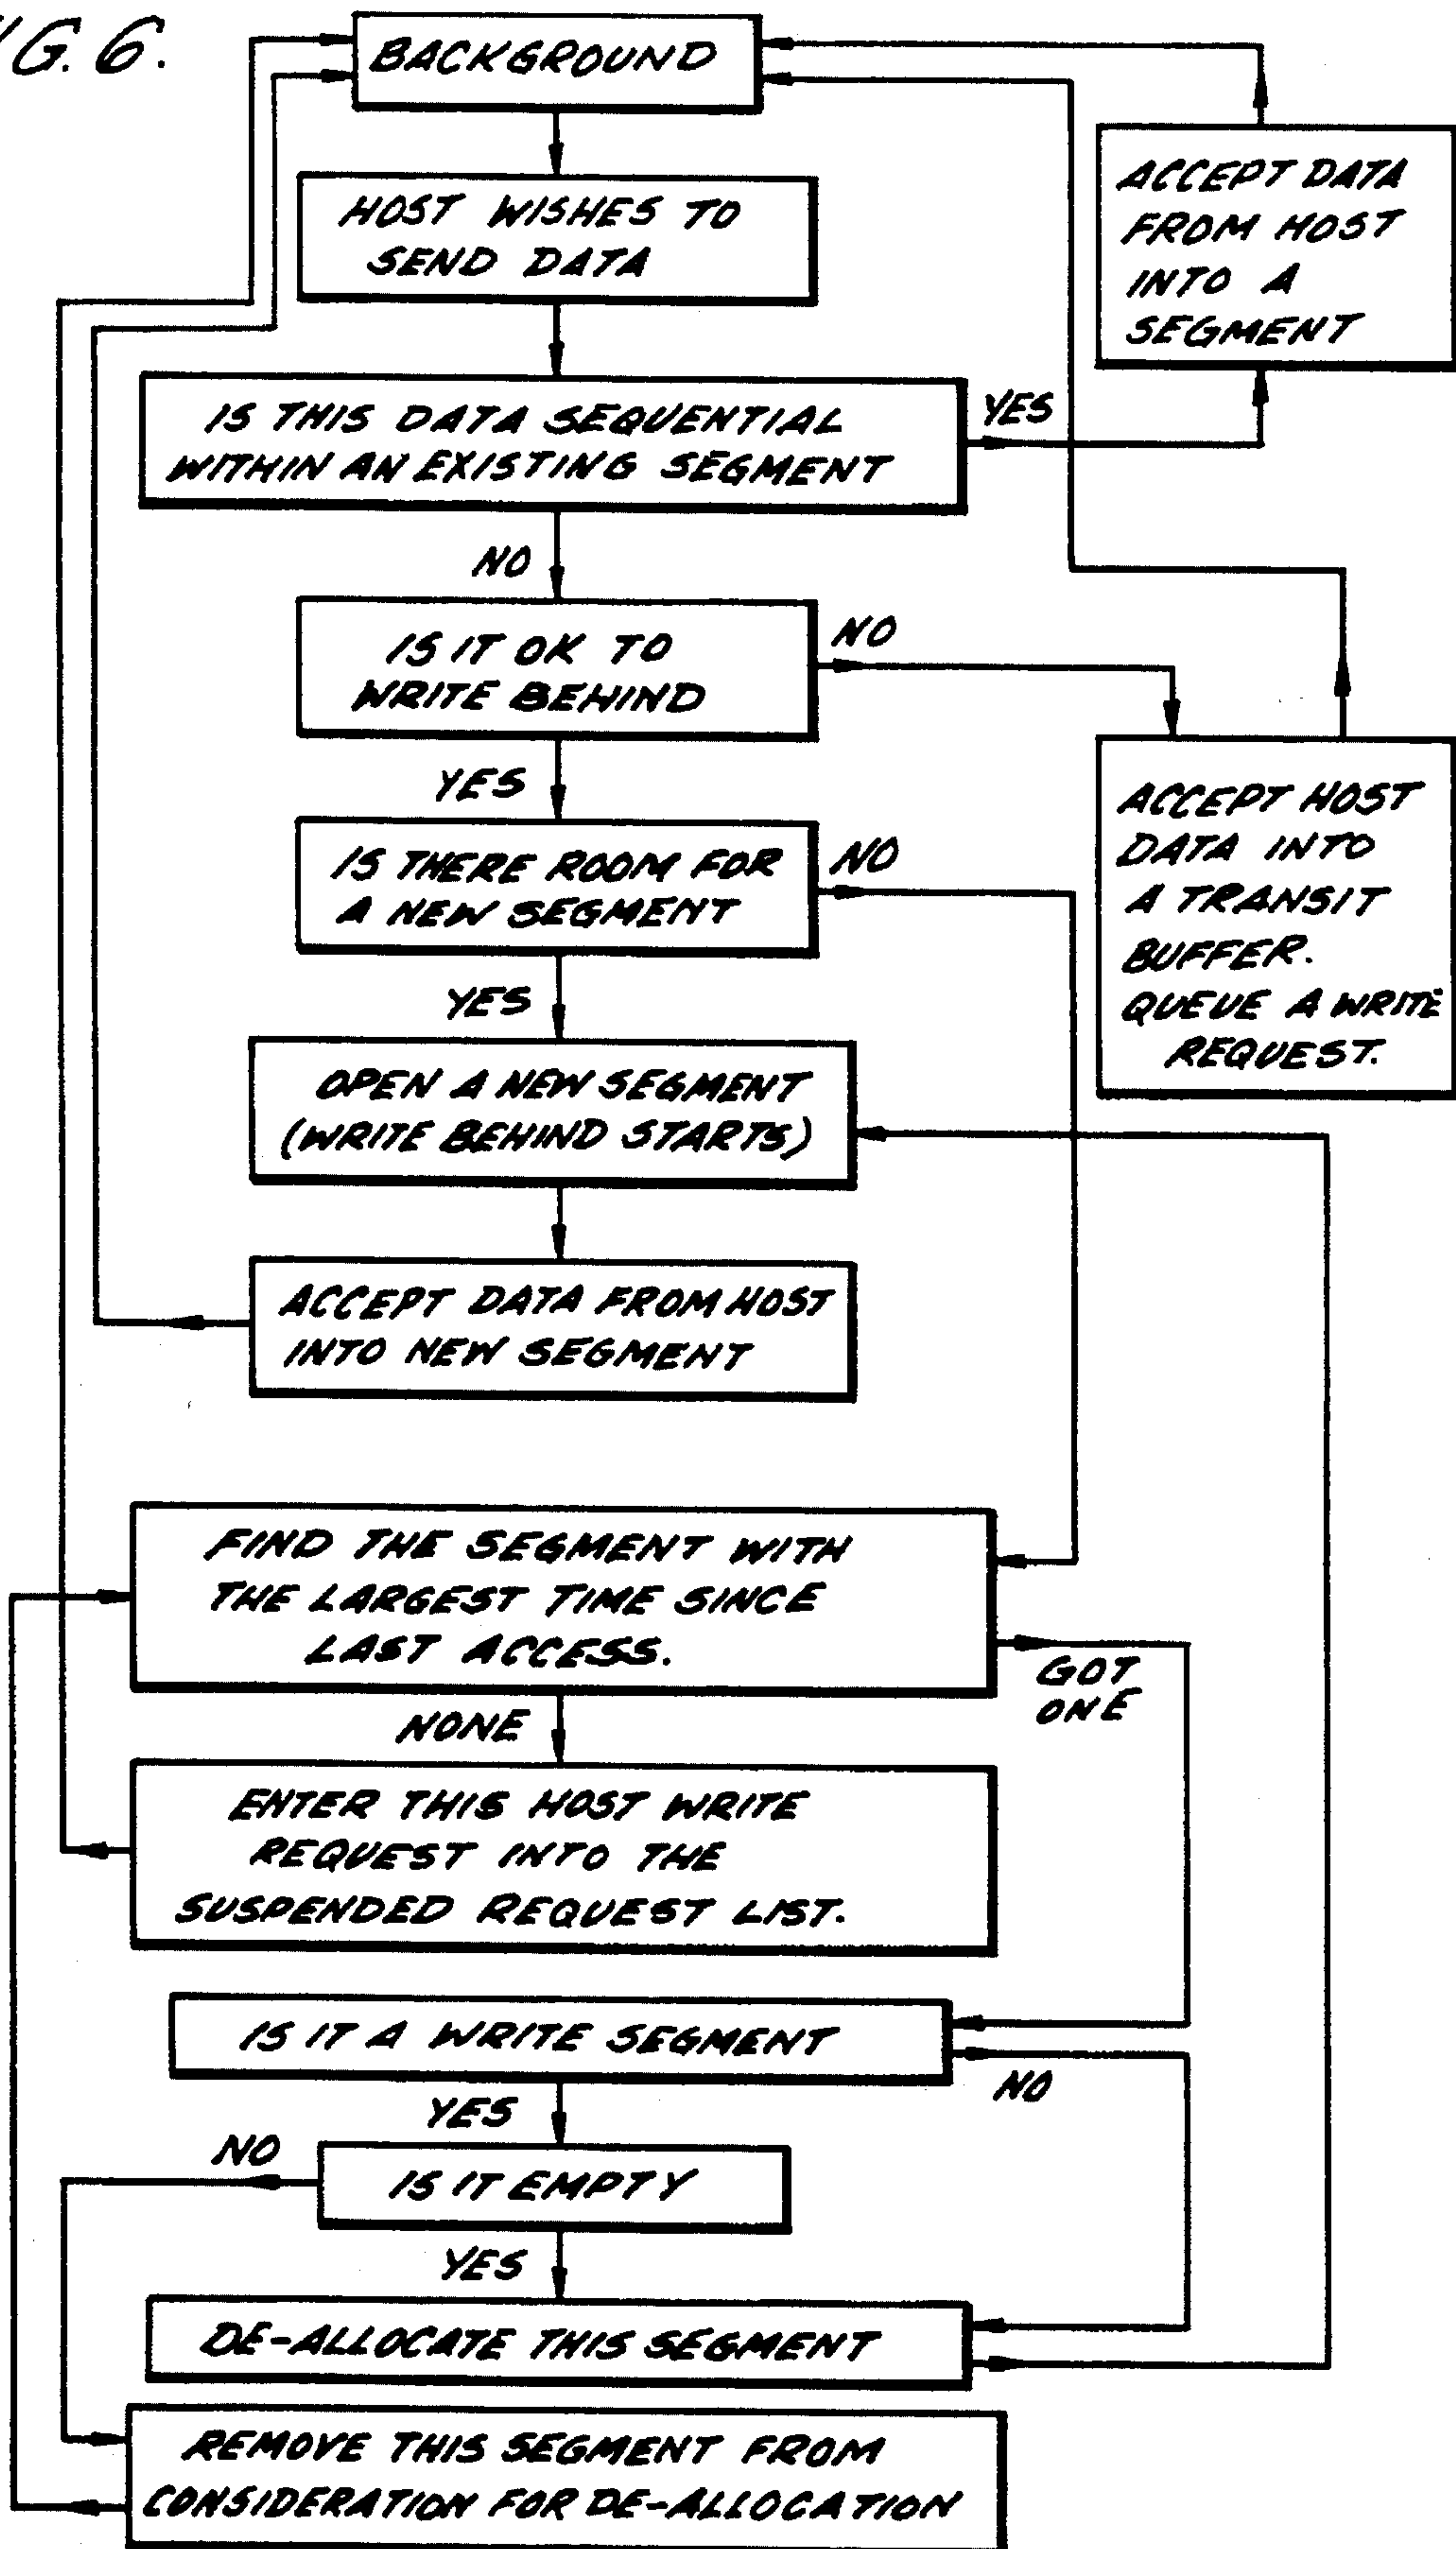 FIG. 6.
BACKGROUND
HOST WISHES TO
SEND DATA
ACCEPT DATA
FROM HOST
INTO A
SEGMENT
IS THIS DATA SEQUENTIAL
WITHIN AN EXISTING SEGMENT
YES
NO
IS IT OK TO
WRITE BEHIND
NO
YES
ACCEPT HOST
DATA INTO
A TRANSIT
BUFFER.
QUEUE A WRITE
REQUEST.
IS THERE ROOM FOR
A NEW SEGMENT
NO
YES
OPEN A NEW SEGMENT
(WRITE BEHIND STARTS)
ACCEPT DATA FROM HOST
INTO NEW SEGMENT
FIND THE SEGMENT WITH
THE LARGEST TIME SINCE
LAST ACCESS.
GOT
ONE
NONE
ENTER THIS HOST WRITE
REQUEST INTO THE
SUSPENDED REQUEST LIST.
IS IT A WRITE SEGMENT
NO
YES
NO
IS IT EMPTY
YES
DE-ALLOCATE THIS SEGMENT
REMOVE THIS SEGMENT FROM
CONSIDERATION FOR DE-ALLOCATION